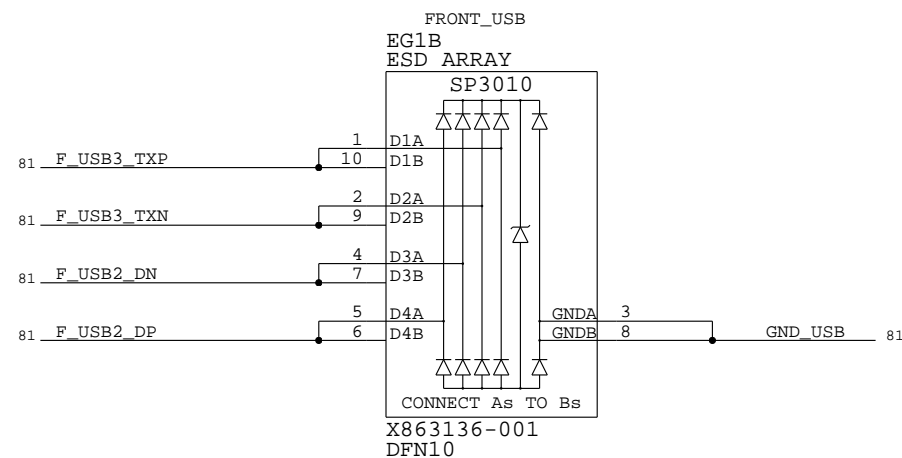 FRONT_USB
EG1B
ESD ARRAY
SP3010
1 D1A
81 F_USB3_TXP 10 D1B
2 D2A
81 F_USB3_TXN 9 D2B
4 D3A
81 F_USB2_DN 7 D3B
5 D4A GNDA 3
81 F_USB2_DP 6 D4B GNDB 8 GND_USB 81
CONNECT As TO Bs
X863136-001
DFN10